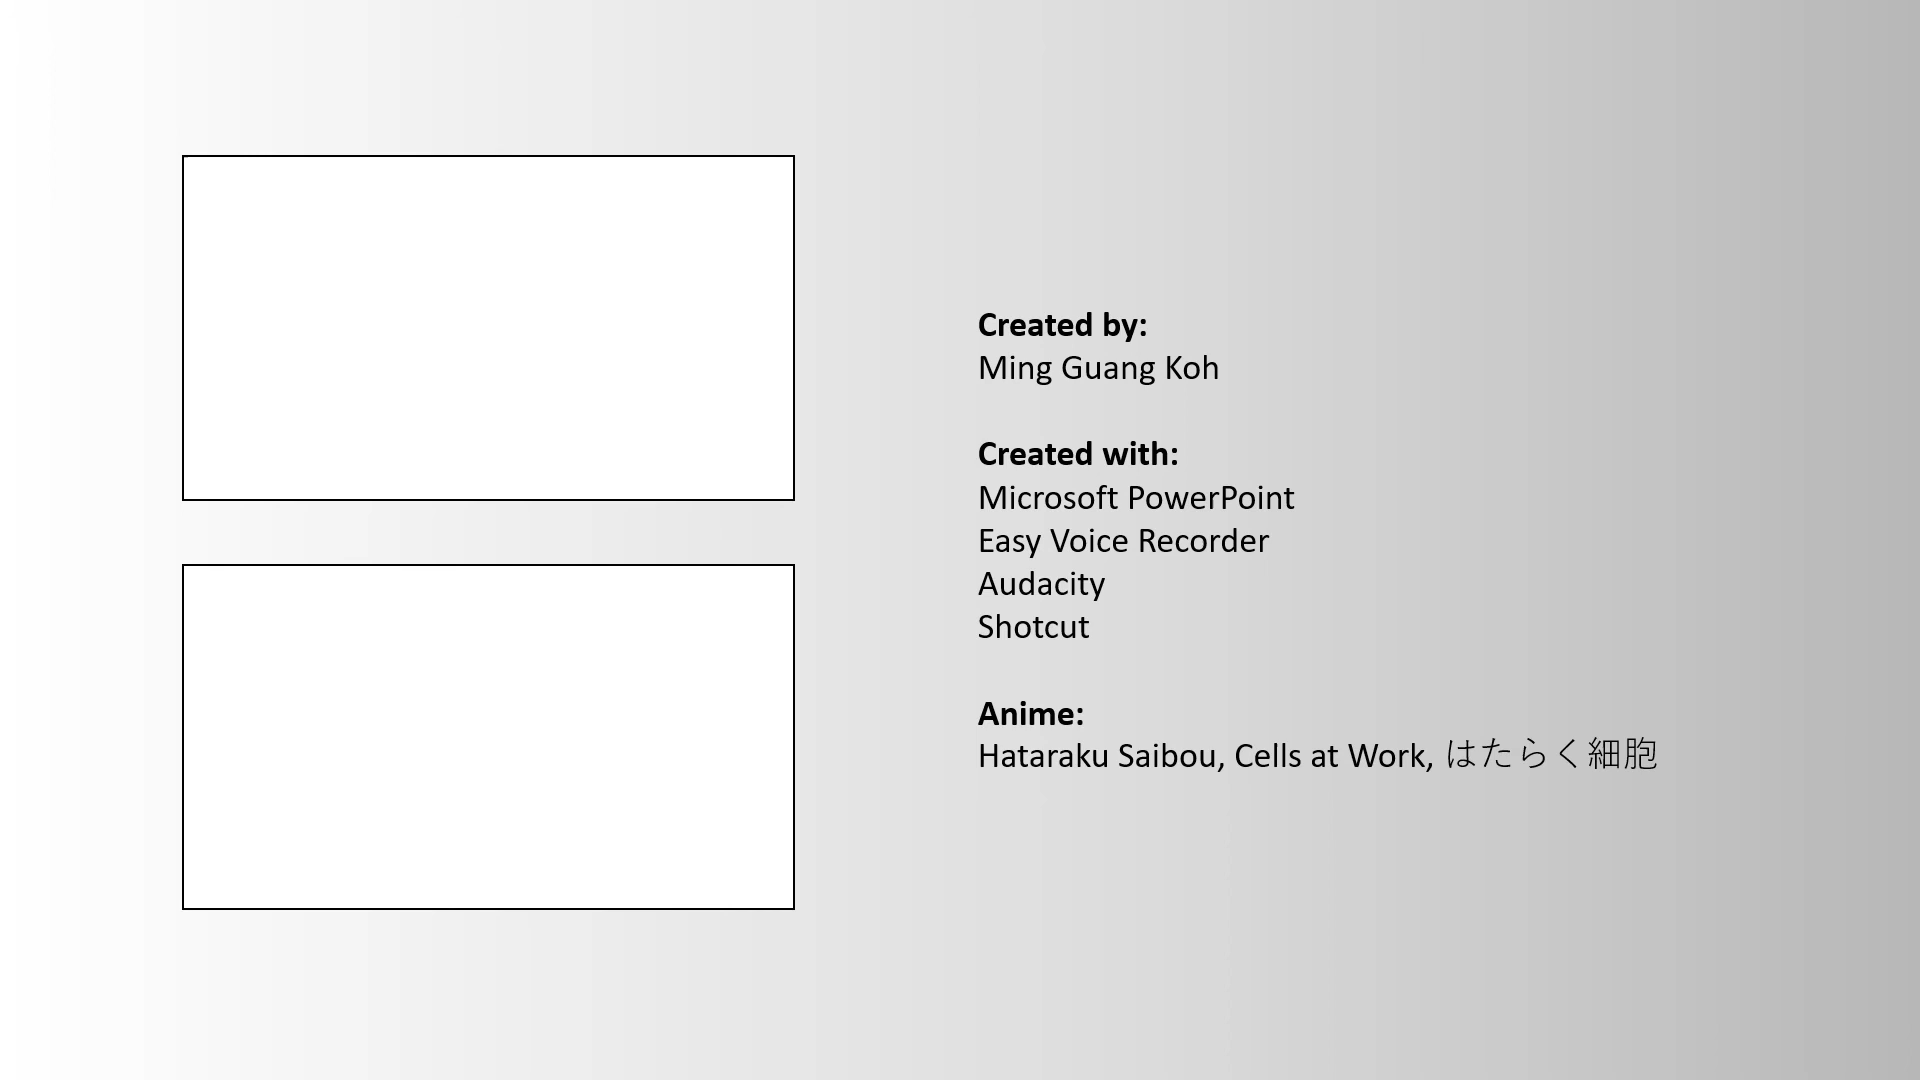 Created by:
Ming Guang Koh
Created with:
Microsoft PowerPoint
Easy Voice Recorder
Audacity
Shotcut
Anime:
Hataraku Saibou, Cells at Work, はたらく細胞